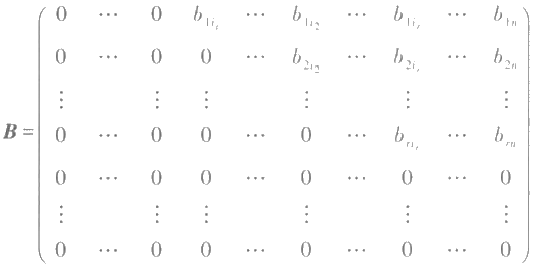 0 ⋯ 0 b_{1i_1} ⋯ b_{1i_2} ⋯ b_{1i_r} ⋯ b_{1n}
0 ⋯ 0 0 ⋯ b_{2i_2} ⋯ b_{2i_r} ⋯ b_{2n}
⋮ ⋮ ⋮ ⋮ ⋮ ⋮
B = 0 ⋯ 0 0 ⋯ 0 ⋯ b_{ri_r} ⋯ b_{rn}
0 ⋯ 0 0 ⋯ 0 ⋯ 0 ⋯ 0
⋮ ⋮ ⋮ ⋮ ⋮ ⋮
0 ⋯ 0 0 ⋯ 0 ⋯ 0 ⋯ 0